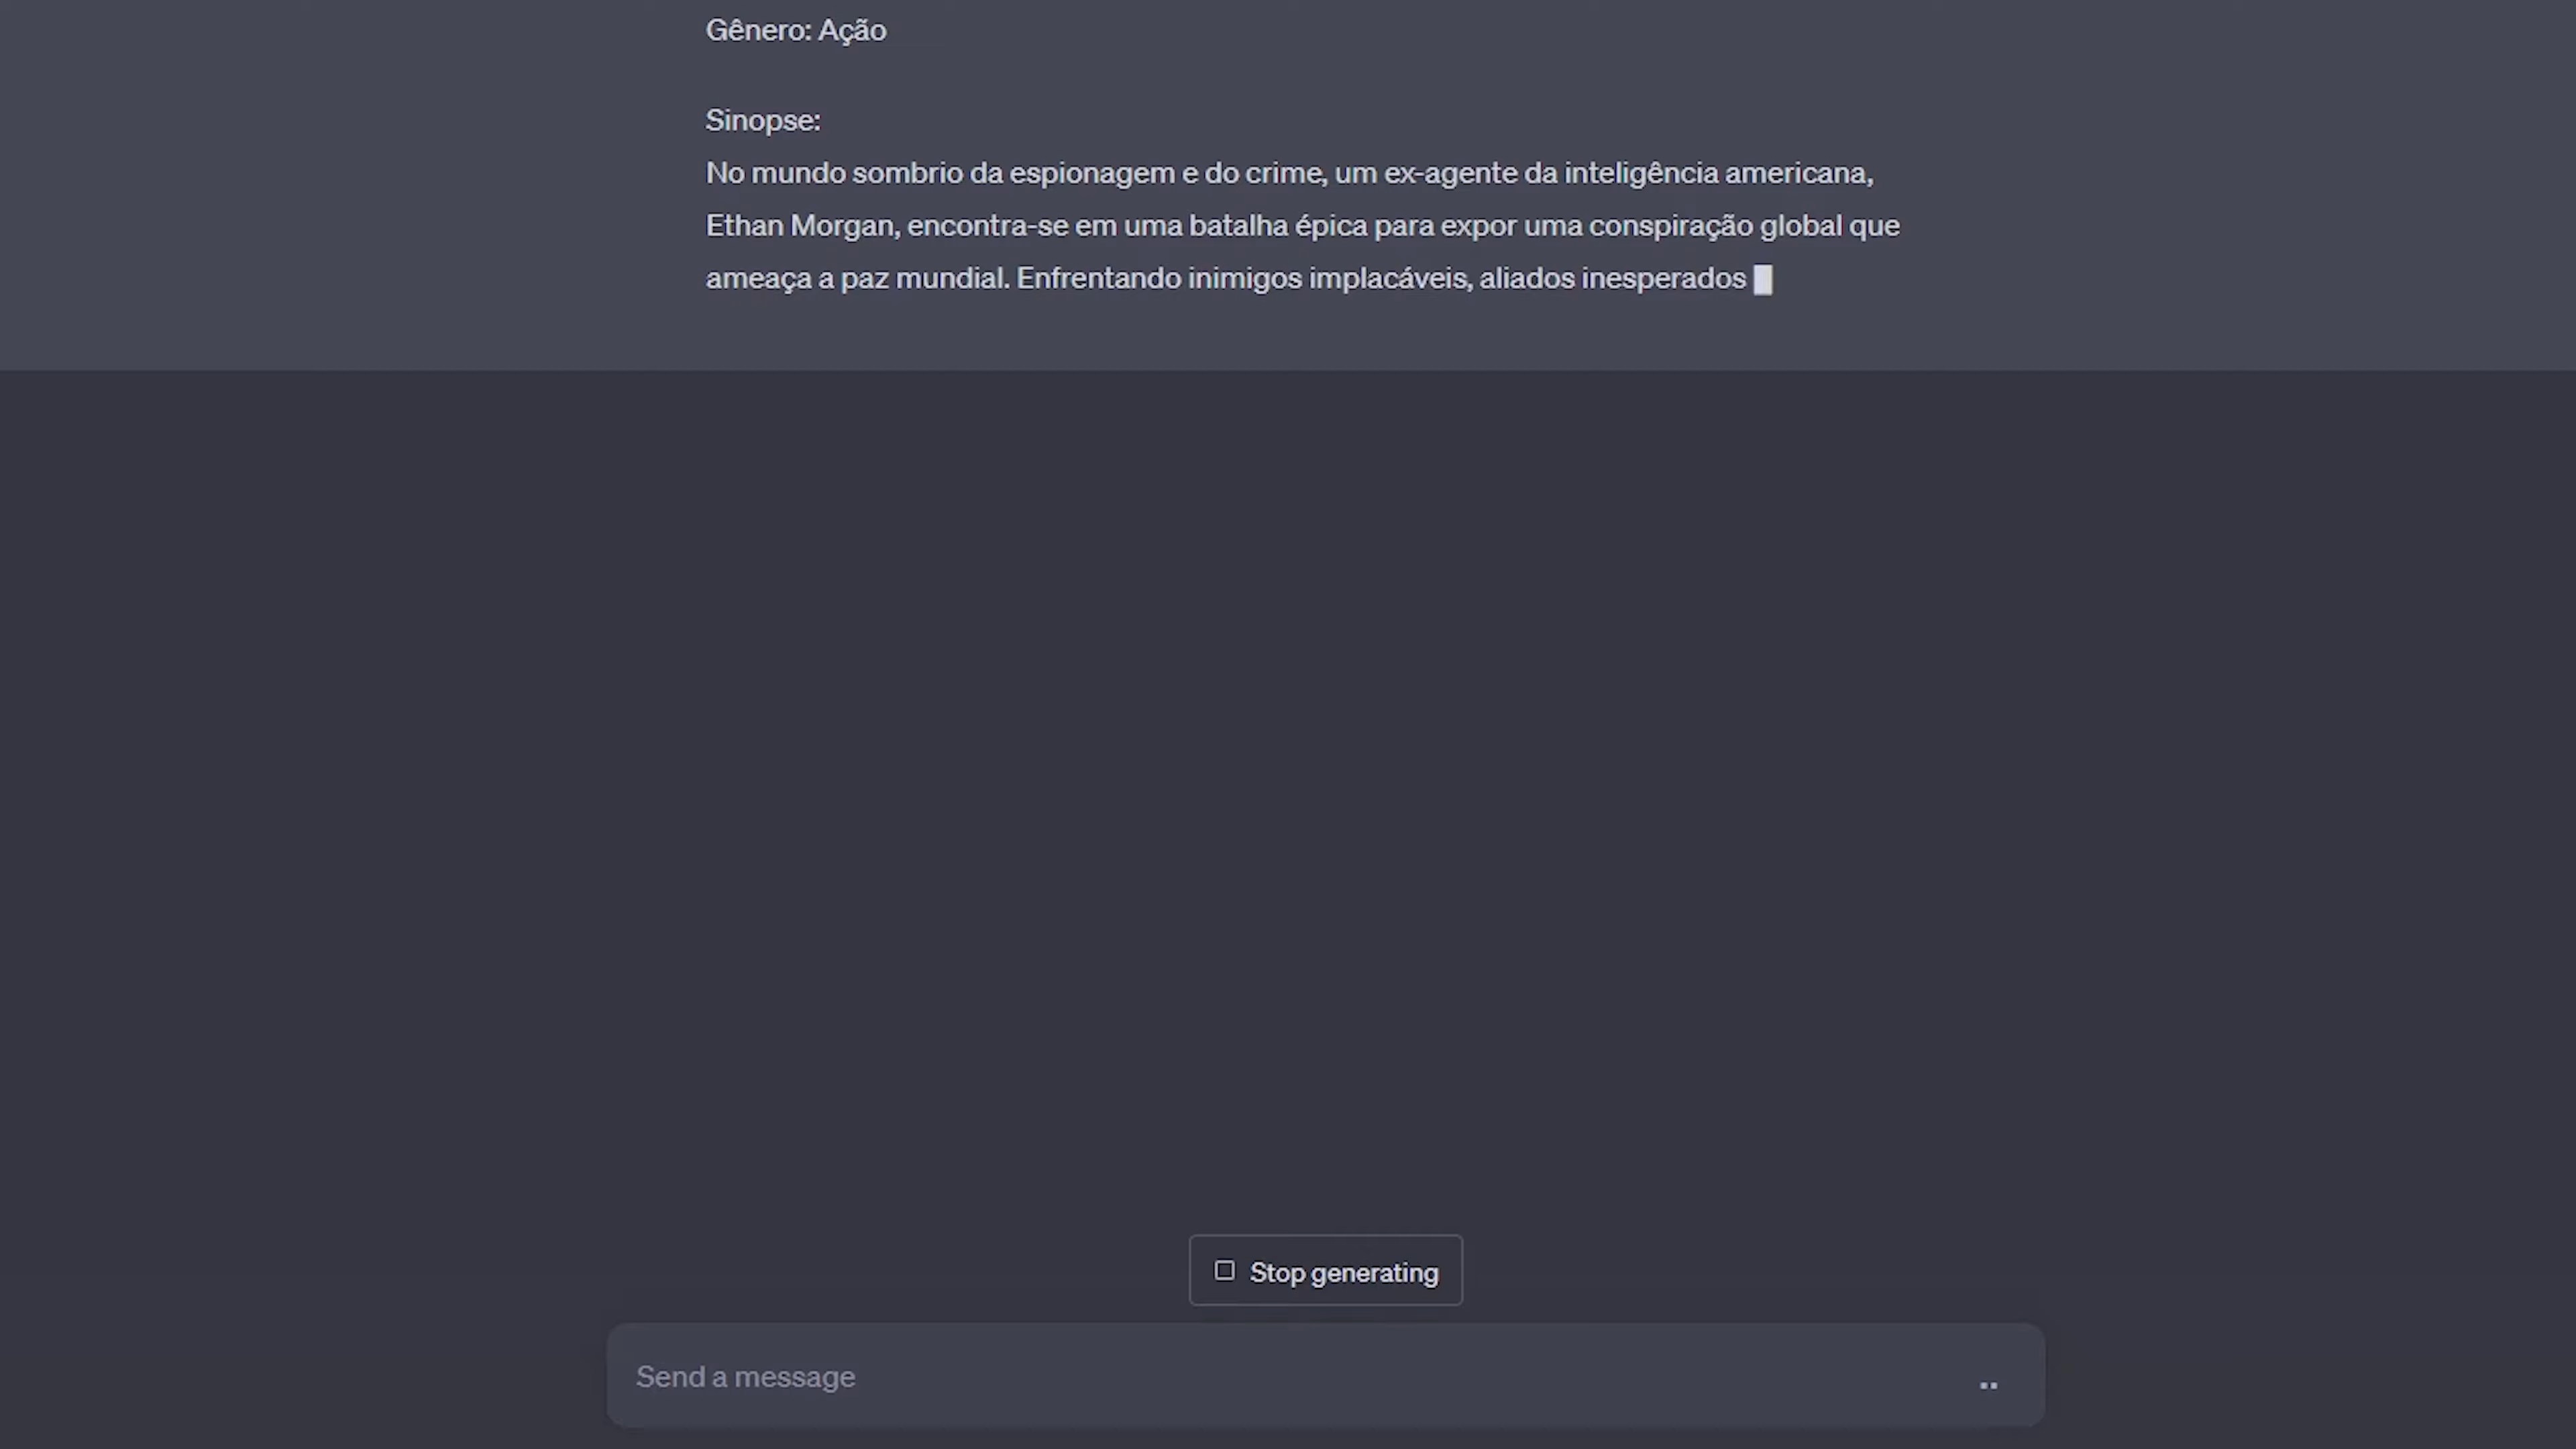 Gênero: Ação
Sinopse:
No mundo sombrio da espionagem e do crime, um ex-agente da inteligência americana,
Ethan Morgan, encontra-se em uma batalha épica para expor uma conspiração global que
ameaça a paz mundial. Enfrentando inimigos implacáveis, aliados inesperados
Stop generating
Send a message